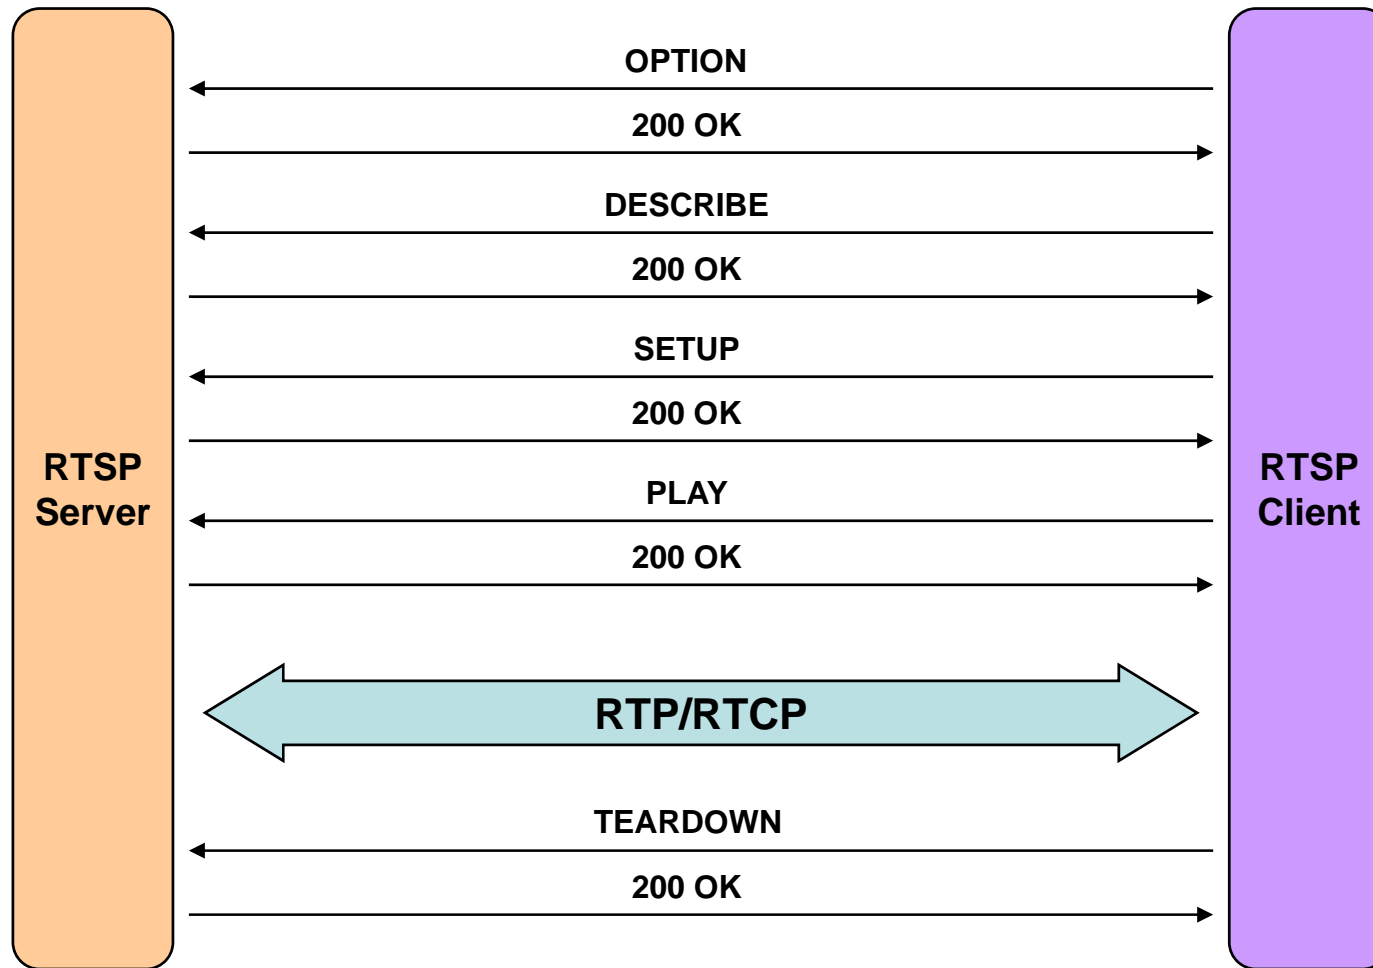 OPTION
200 OK
DESCRIBE
200 OK
SETUP
200 OK
RTSP
Server
PLAY
RTSP
Client
200 OK
RTP/RTCP
TEARDOWN
200 OK